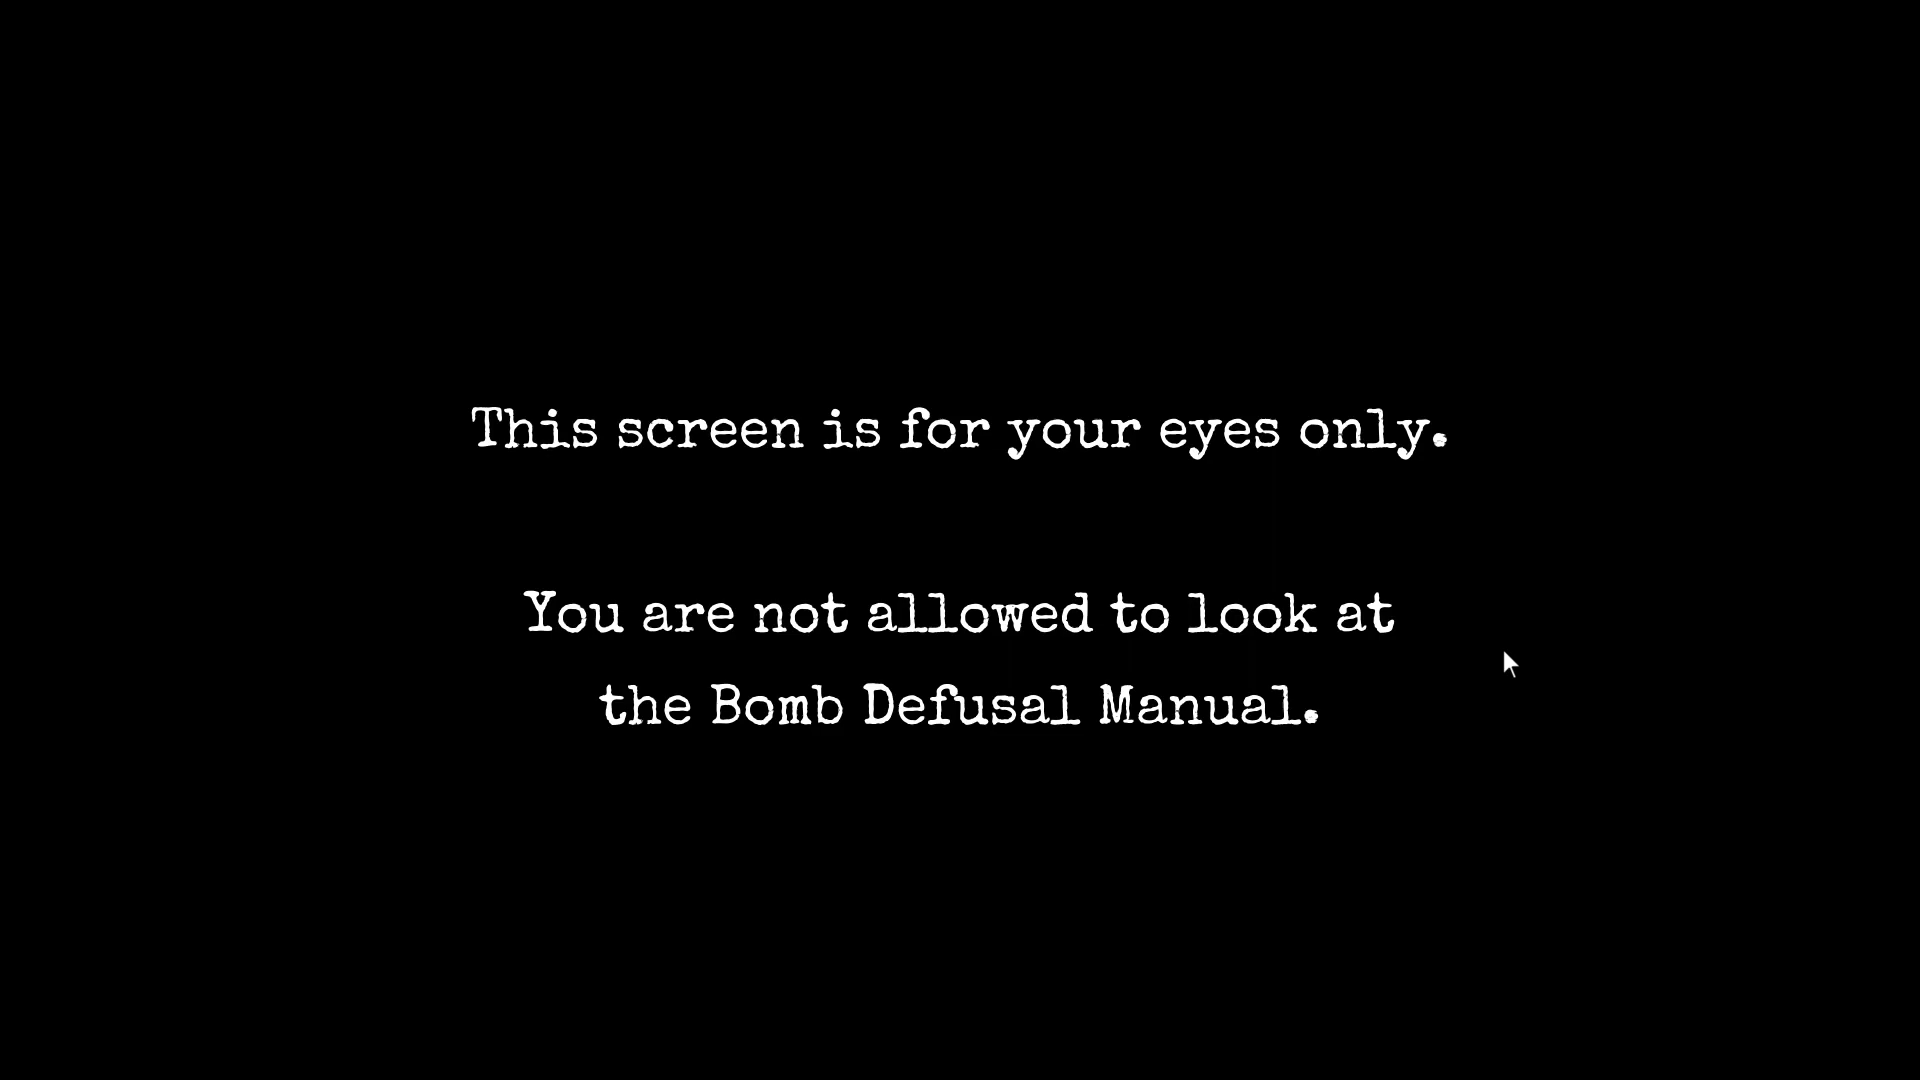 This screen is for your eyes only.
You are not allowed to look at
the Bomb Defusal Manual.